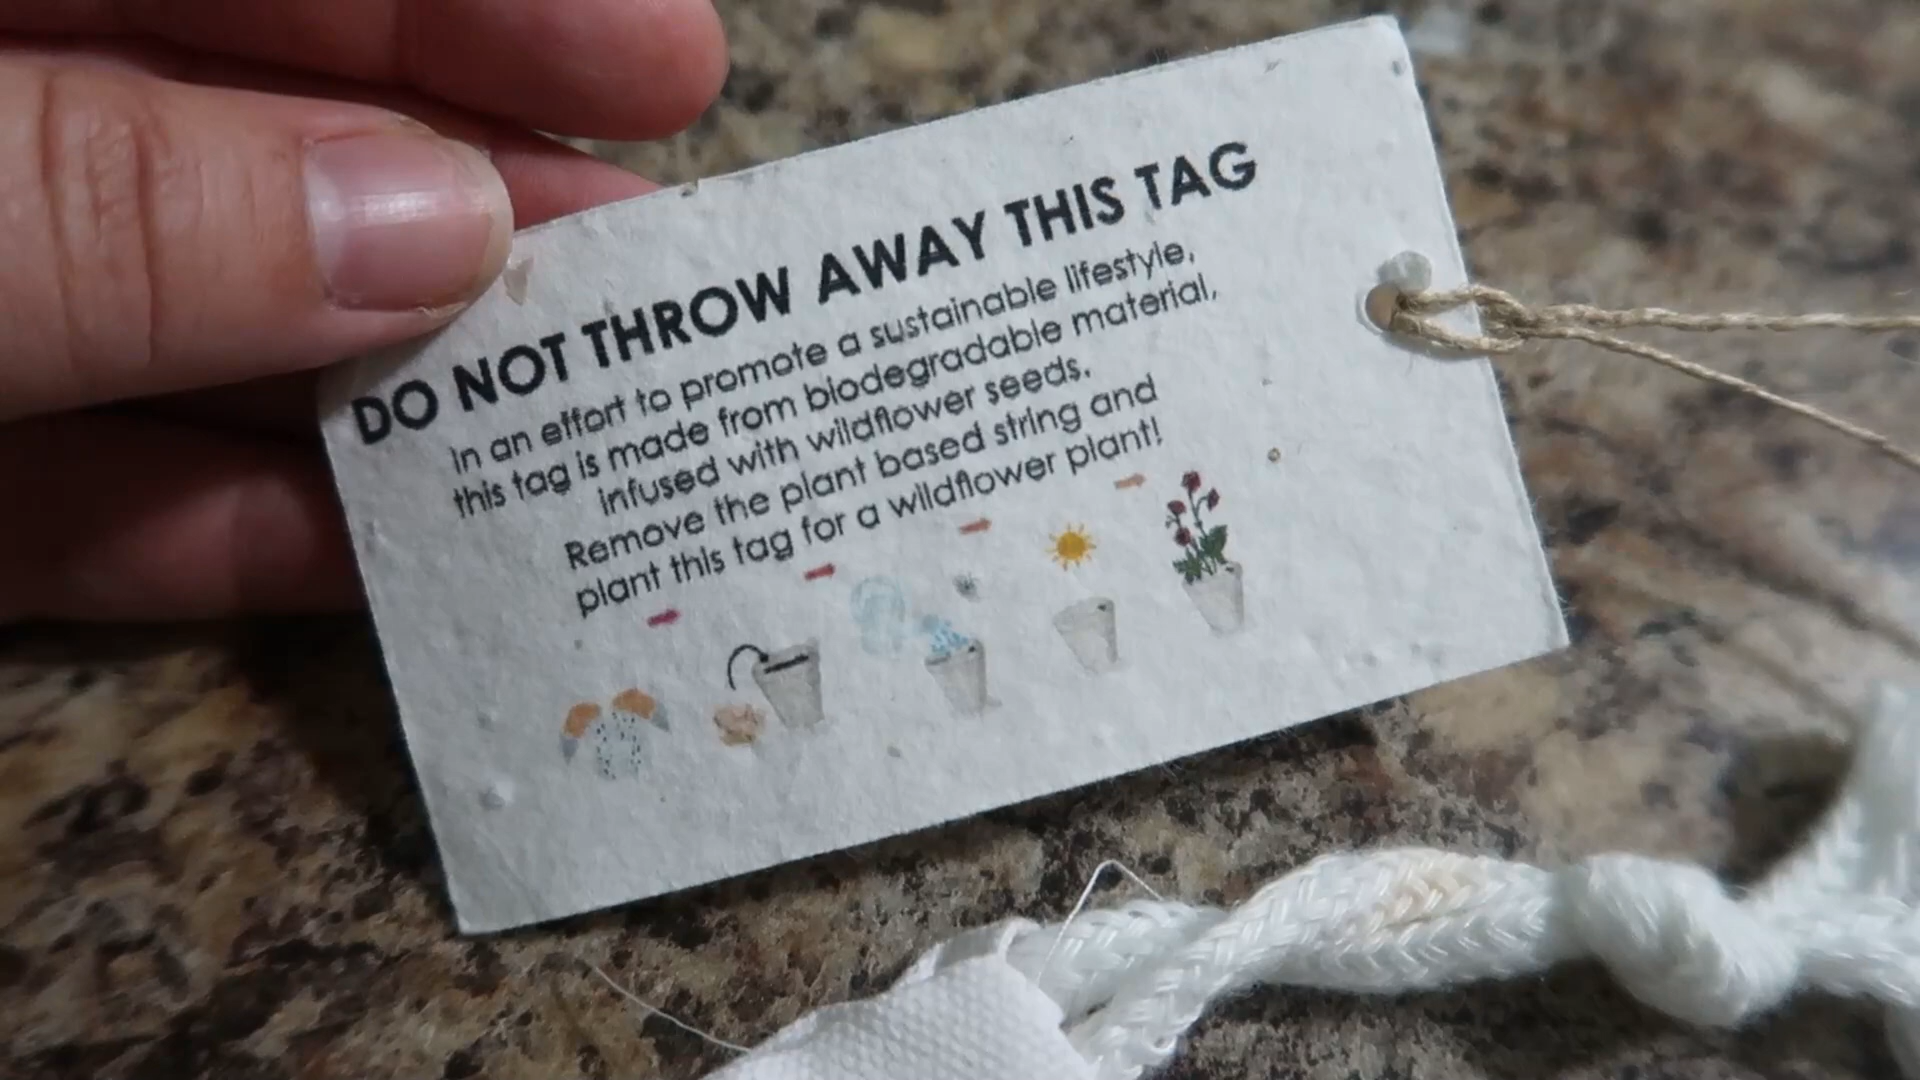 DO NOT THROW AWAY THIS TAG
In an effort to promote a sustainable lifestyle,
this tag is made from biodegradable material,
infused with wildflower seeds.
Remove the plant based string and
plant this tag for a wildflower plant!